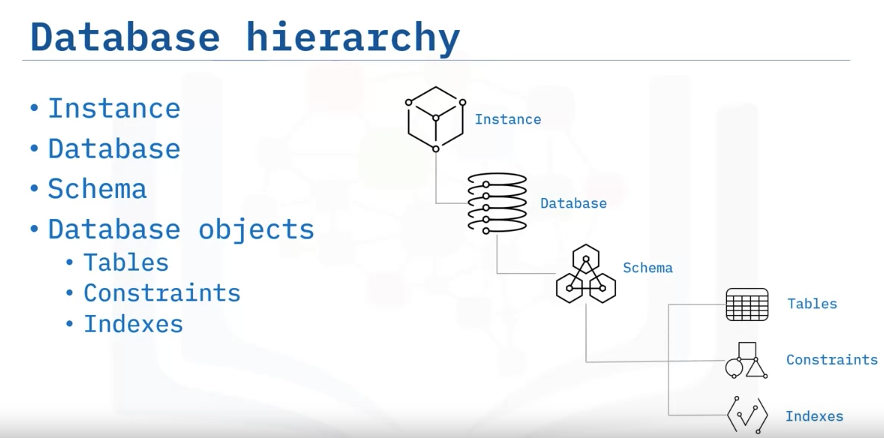 Database hierarchy
• Instance
• Database
• Schema
• Database objects
• Tables
• Constraints
• Indexes
Instance
Database
Schema
Tables
Constraints
Indexes